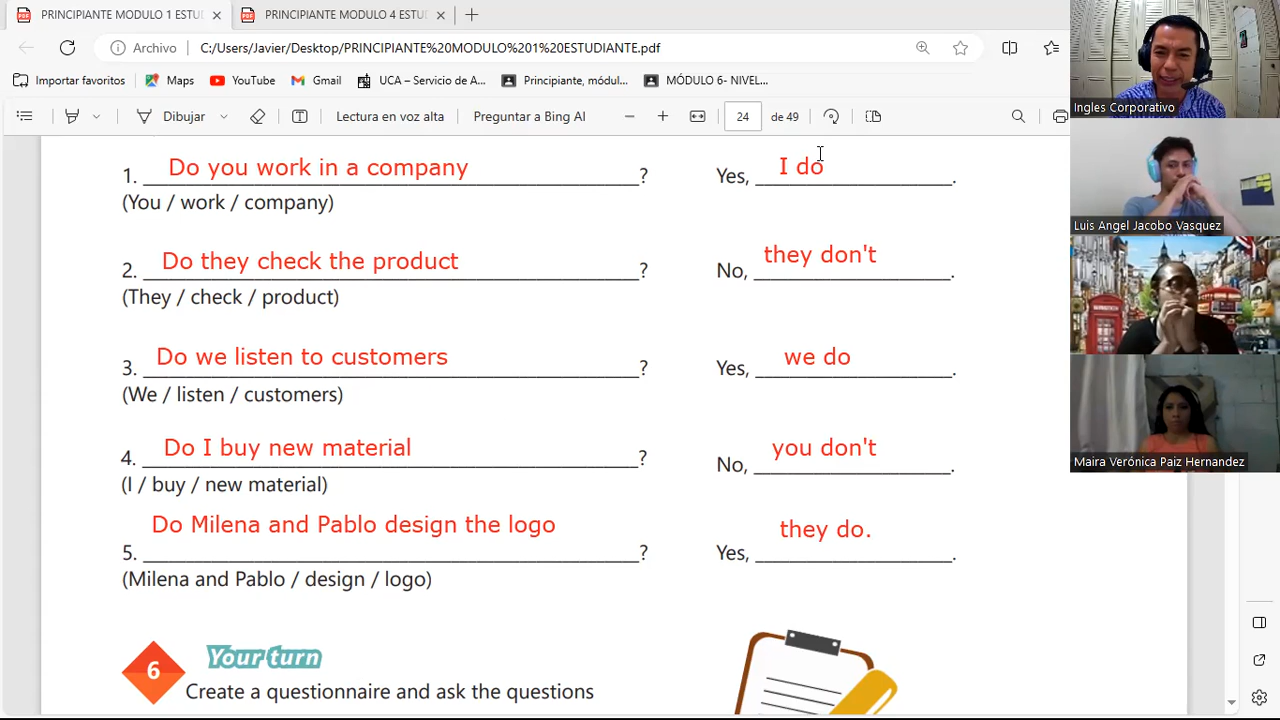 PRINCIPIANTE MODULO 1 ESTUD
PRINCIPIANTE MODULO 4 ESTUD
Archivo
C:/Users/Javier/Desktop/PRINCIPIANTE%20MODULO%201%20ESTUDIANTE.pdf
Importar favoritos
Maps
YouTube
Gmail
UCA – Servicios
Principiante, módul...
MÓDULO 6- NIVEL...
Dibujar
Lectura en voz alta
Preguntar a Bing AI
24
de 49
1. Do you work in a company ? Yes, I do .
(You / work / company)
2. Do they check the product ? No, they don't .
(They / check / product)
3. Do we listen to customers ? Yes, we do .
(We / listen / customers)
4. Do I buy new material ? No, you don't .
(I / buy / new material)
5. Do Milena and Pablo design the logo ? Yes, they do. .
(Milena and Pablo / design / logo)
6 Your turn
Create a questionnaire and ask the questions
Ingles Corporativo
Luis Angel Jacobo Vasquez
Maira Verónica Paiz Hernandez